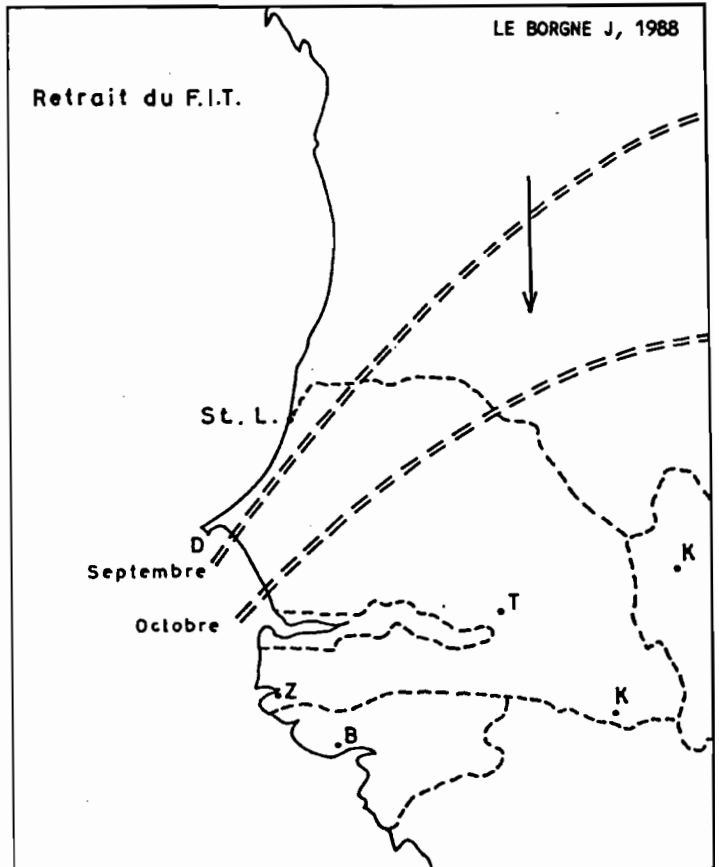 LE BORGNE J, 1988
Retrait du F.I.T.
St. L.
D
Septembre
K
T
Octobre
Z
K
B